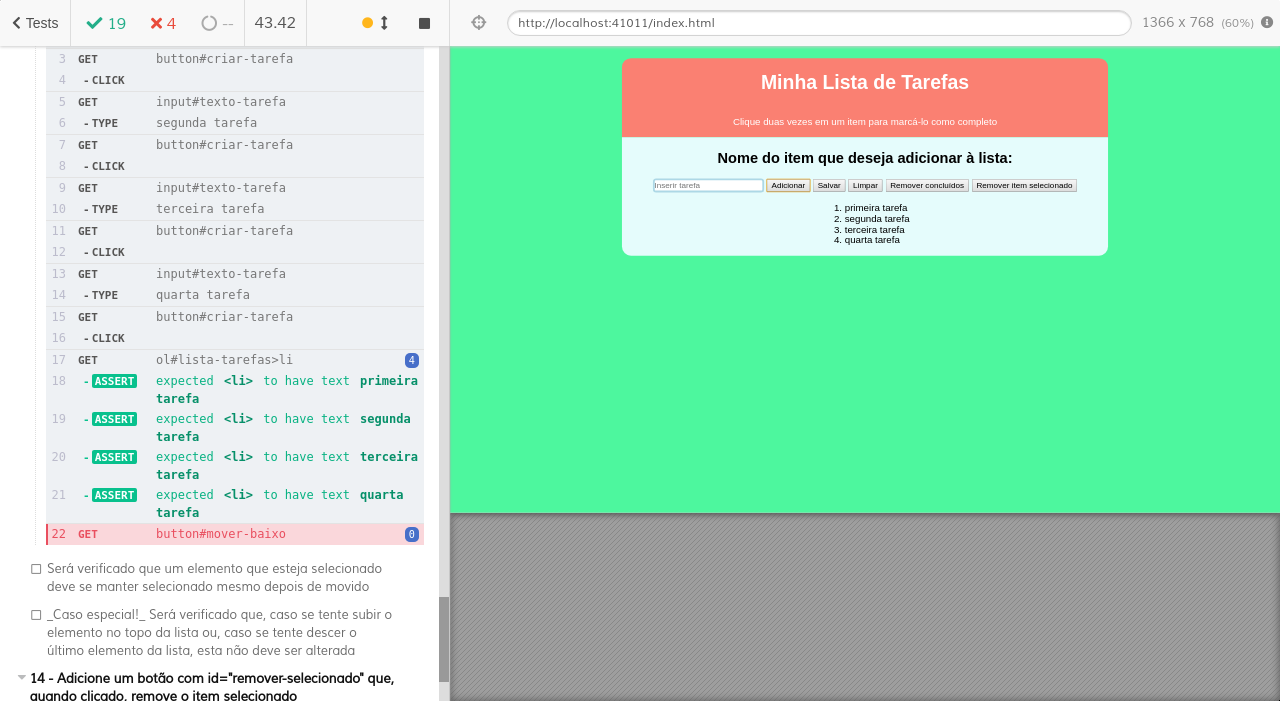 Tests 19 4 -- 43.42
http://localhost:41011/index.html 1366 x 768 (60%)
3 GET button#criar-tarefa
4 -CLICK
5 GET input#texto-tarefa
6 -TYPE segunda tarefa
7 GET button#criar-tarefa
8 -CLICK
9 GET input#texto-tarefa
10 -TYPE terceira tarefa
11 GET button#criar-tarefa
12 -CLICK
13 GET input#texto-tarefa
14 -TYPE quarta tarefa
15 GET button#criar-tarefa
16 -CLICK
17 GET ol#lista-tarefas>li 4
18 -ASSERT expected <li> to have text primeira
tarefa
19 -ASSERT expected <li> to have text segunda
tarefa
20 -ASSERT expected <li> to have text terceira
tarefa
21 -ASSERT expected <li> to have text quarta
tarefa
22 GET button#mover-baixo 0
Será verificado que um elemento que esteja selecionado
deve se manter selecionado mesmo depois de movido
_Caso especial!_ Será verificado que, caso se tente subir o
elemento no topo da lista ou, caso se tente descer o
último elemento da lista, esta não deve ser alterada
14 - Adicione um botão com id="remover-selecionado" que,
quando clicado, remove o item selecionado
Minha Lista de Tarefas
Clique duas vezes em um item para marcá-lo como completo
Nome do item que deseja adicionar à lista:
Inserir tarefa Adicionar Salvar Limpar Remover concluídos Remover item selecionado
1. primeira tarefa
2. segunda tarefa
3. terceira tarefa
4. quarta tarefa